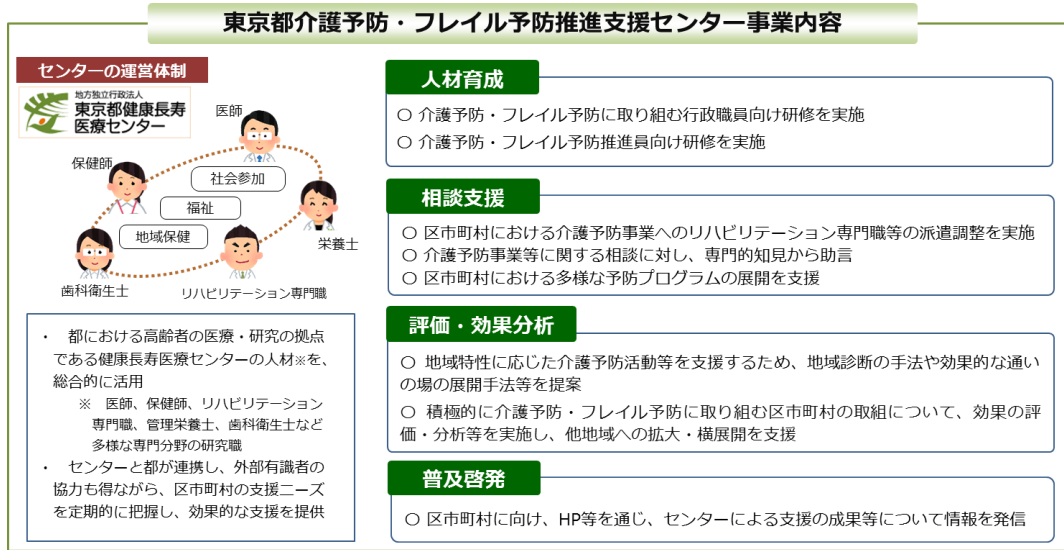 東京都介護予防・フレイル予防推進支援センター事業内容
センターの運営体制
地方独立行政法人
東京都健康長寿
医療センター
医師
保健師
社会参加
福祉
地域保健
栄養士
歯科衛生士
リハビリテーション専門職
・ 都における高齢者の医療・研究の拠点
である健康長寿医療センターの人材※を、
総合的に活用
※ 医師、保健師、リハビリテーション
専門職、管理栄養士、歯科衛生士など
多様な専門分野の研究職
・ センターと都が連携し、外部有識者の
協力も得ながら、区市町村の支援ニーズ
を定期的に把握し、効果的な支援を提供
人材育成
○ 介護予防・フレイル予防に取り組む行政職員向け研修を実施
○ 介護予防・フレイル予防推進員向け研修を実施
相談支援
○ 区市町村における介護予防事業へのリハビリテーション専門職等の派遣調整を実施
○ 介護予防事業等に関する相談に対し、専門的知見から助言
○ 区市町村における多様な予防プログラムの展開を支援
評価・効果分析
○ 地域特性に応じた介護予防活動等を支援するため、地域診断の手法や効果的な通い
の場の展開手法等を提案
○ 積極的に介護予防・フレイル予防に取り組む区市町村の取組について、効果の評
価・分析等を実施し、他地域への拡大・横展開を支援
普及啓発
○ 区市町村に向け、HP等を通じ、センターによる支援の成果等について情報を発信